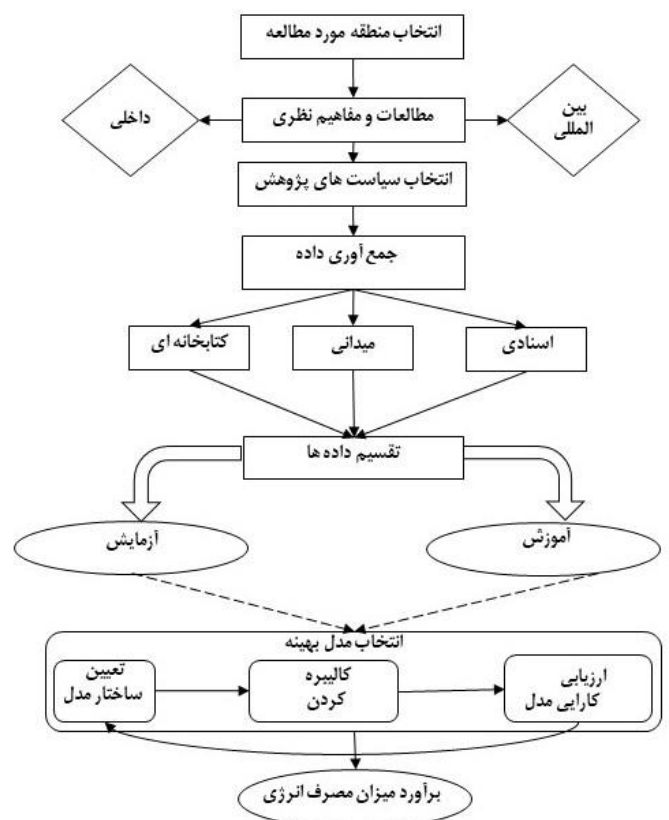 انتخاب منطقه مورد مطالعه
بین
المللی
مطالعات و مفاهیم نظری
داخلی
انتخاب سیاست های پژوهش
جمع آوری داده
اسنادی
میدانی
کتابخانه ای
تقسیم داده ها
آموزش
آزمایش
انتخاب مدل بهینه
ارزیابی
کارایی مدل
کالیبره
کردن
تعیین
ساختار مدل
برآورد میزان مصرف انرژی